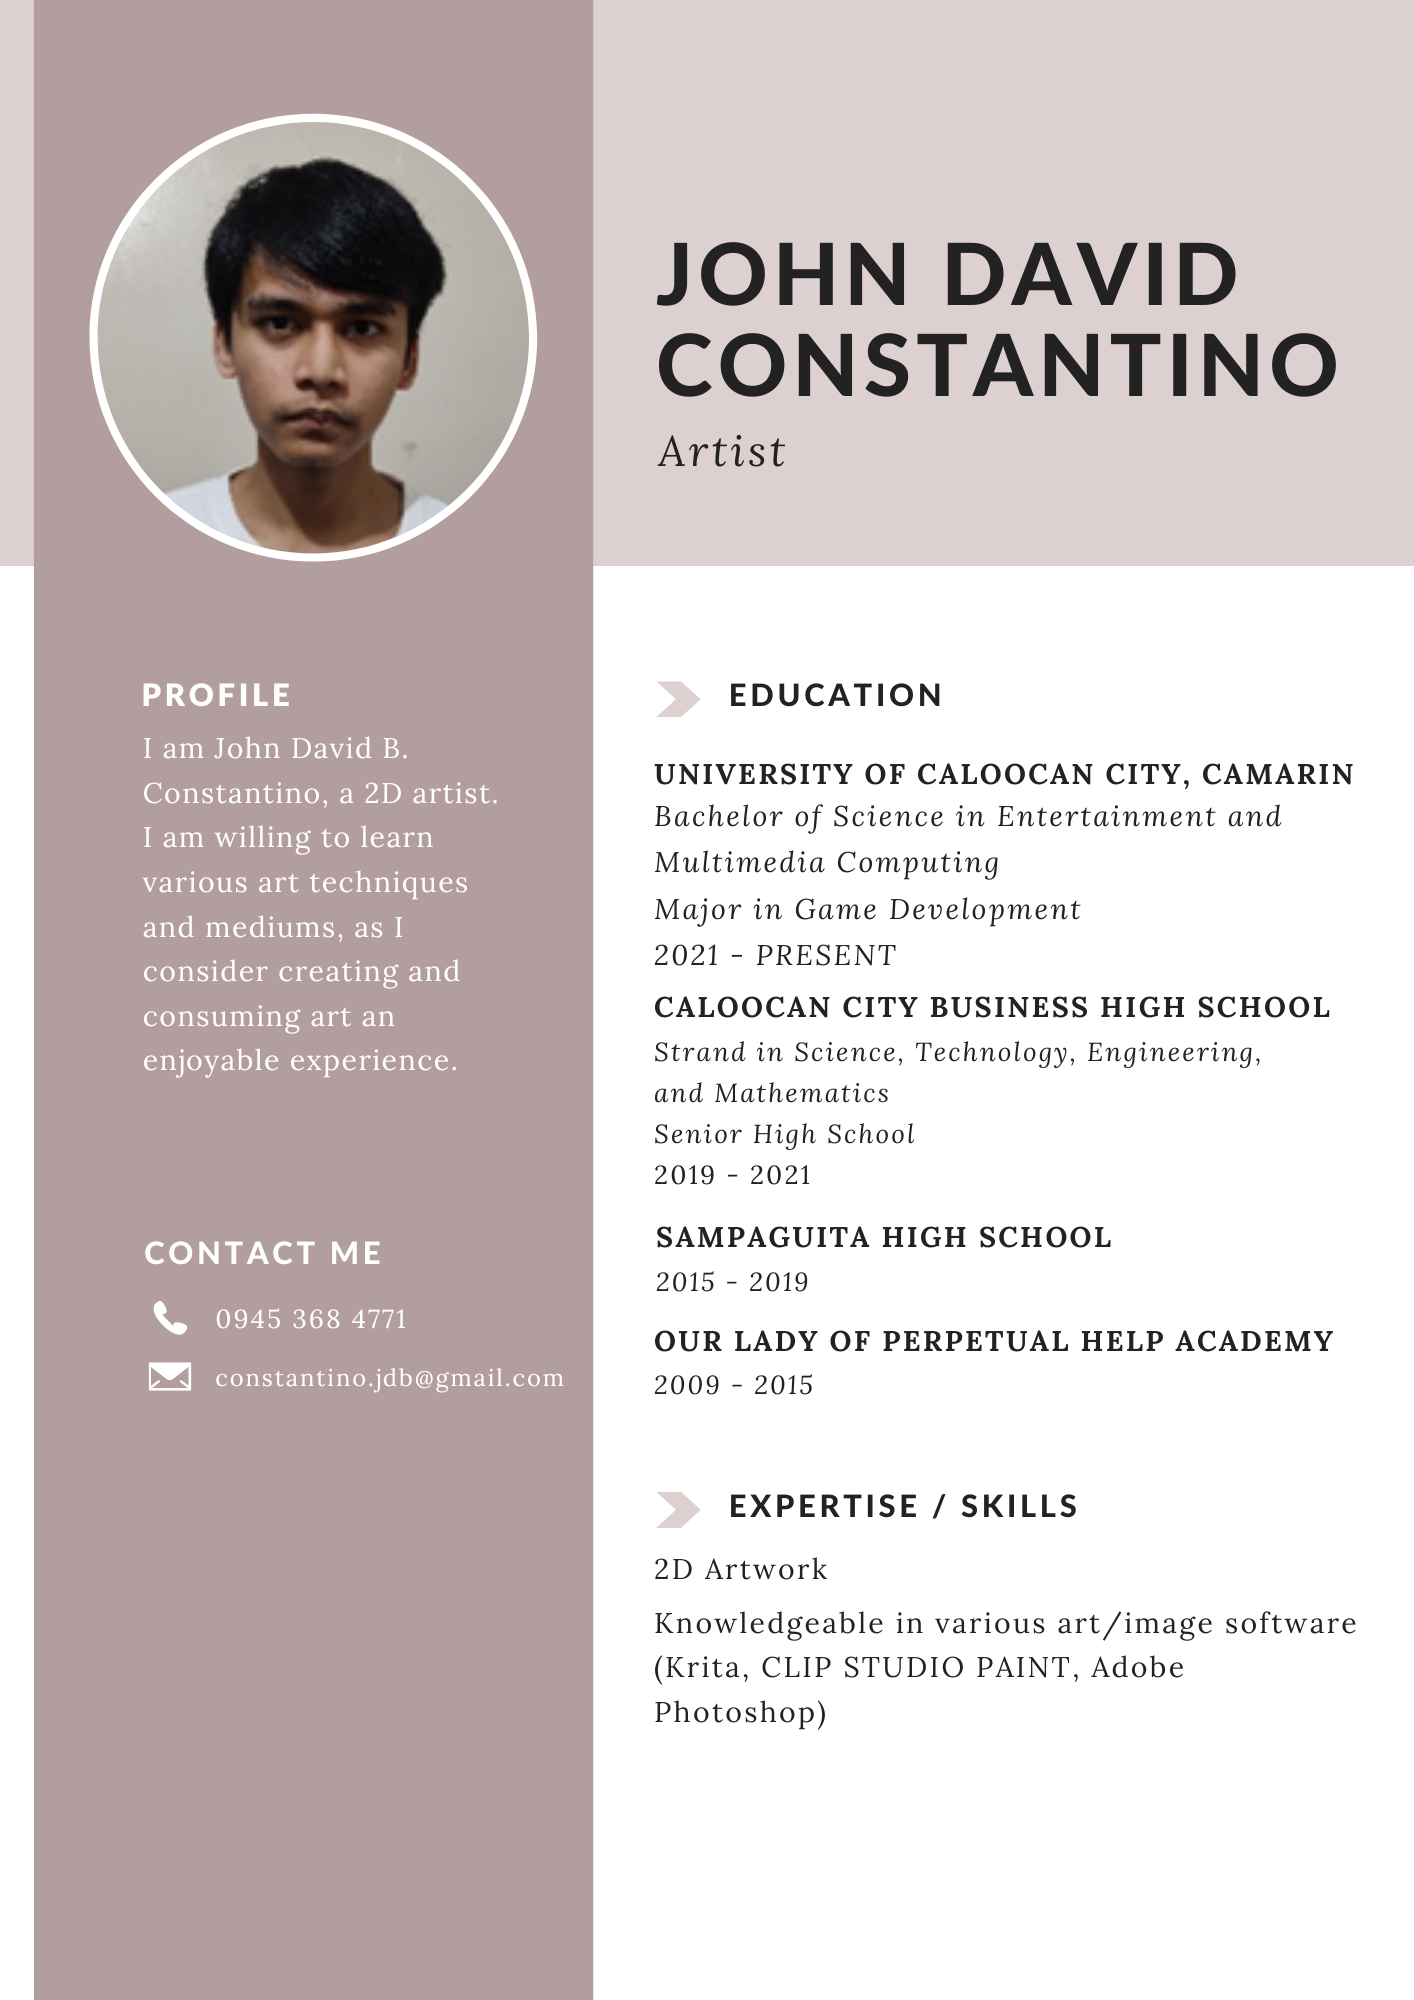 JOHN DAVID
CONSTANTINO
Artist
PROFILE
I am John David B.
Constantino, a 2D artist.
I am willing to learn
various art techniques
and mediums, as I
consider creating and
consuming art an
enjoyable experience.
CONTACT ME
0945 368 4771
constantino.jdb@gmail.com
EDUCATION
UNIVERSITY OF CALOOCAN CITY, CAMARIN
Bachelor of Science in Entertainment and
Multimedia Computing
Major in Game Development
2021 - PRESENT
CALOOCAN CITY BUSINESS HIGH SCHOOL
Strand in Science, Technology, Engineering,
and Mathematics
Senior High School
2019 - 2021
SAMPAGUITA HIGH SCHOOL
2015 - 2019
OUR LADY OF PERPETUAL HELP ACADEMY
2009 - 2015
EXPERTISE / SKILLS
2D Artwork
Knowledgeable in various art/image software
(Krita, CLIP STUDIO PAINT, Adobe
Photoshop)